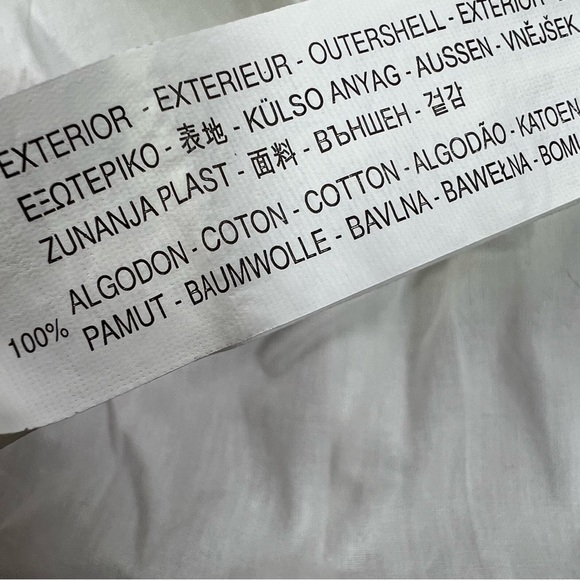 EXTERIOR - EXTERIEUR - OUTERSHELL - EXTERIOR -
ΕΞΩΤΕΡΙΚΟ - 表地 - KÜLSO ANYAG - AUSSEN - VNĚJŠEK
ZUNANJA PLAST - 面料 - ВЪНШЕН - 겉감
100% ALGODON - COTON - COTTON - ALGODÃO - KATOEN
PAMUT - BAUMWOLLE - BAVLNA - BAWEŁNA -